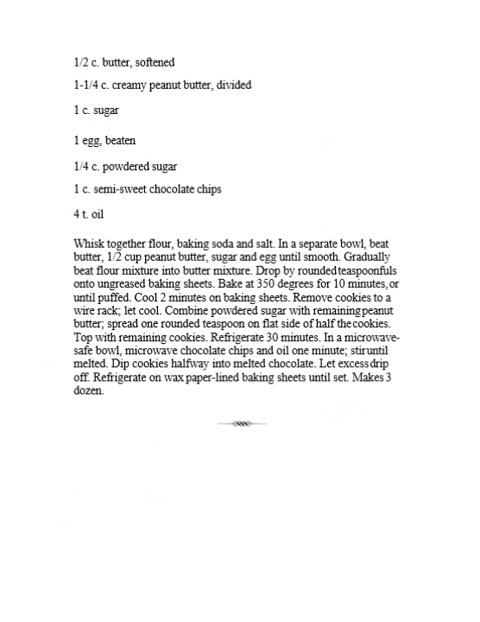 1/2 c. butter, softened
1-1/4 c. creamy peanut butter, divided
1 c. sugar
1 egg, beaten
1/4 c. powdered sugar
1 c. semi-sweet chocolate chips
4 t. oil
Whisk together flour, baking soda and salt. In a separate bowl, beat
butter, 1/2 cup peanut butter, sugar and egg until smooth. Gradually
beat flour mixture into butter mixture. Drop by rounded teaspoonfuls
onto ungreased baking sheets. Bake at 350 degrees for 10 minutes, or
until puffed. Cool 2 minutes on baking sheets. Remove cookies to a
wire rack; let cool. Combine powdered sugar with remaining peanut
butter; spread one rounded teaspoon on flat side of half the cookies.
Top with remaining cookies. Refrigerate 30 minutes. In a microwave-
safe bowl, microwave chocolate chips and oil one minute; stir until
melted. Dip cookies halfway into melted chocolate. Let excess drip
off. Refrigerate on wax paper-lined baking sheets until set. Makes 3
dozen.